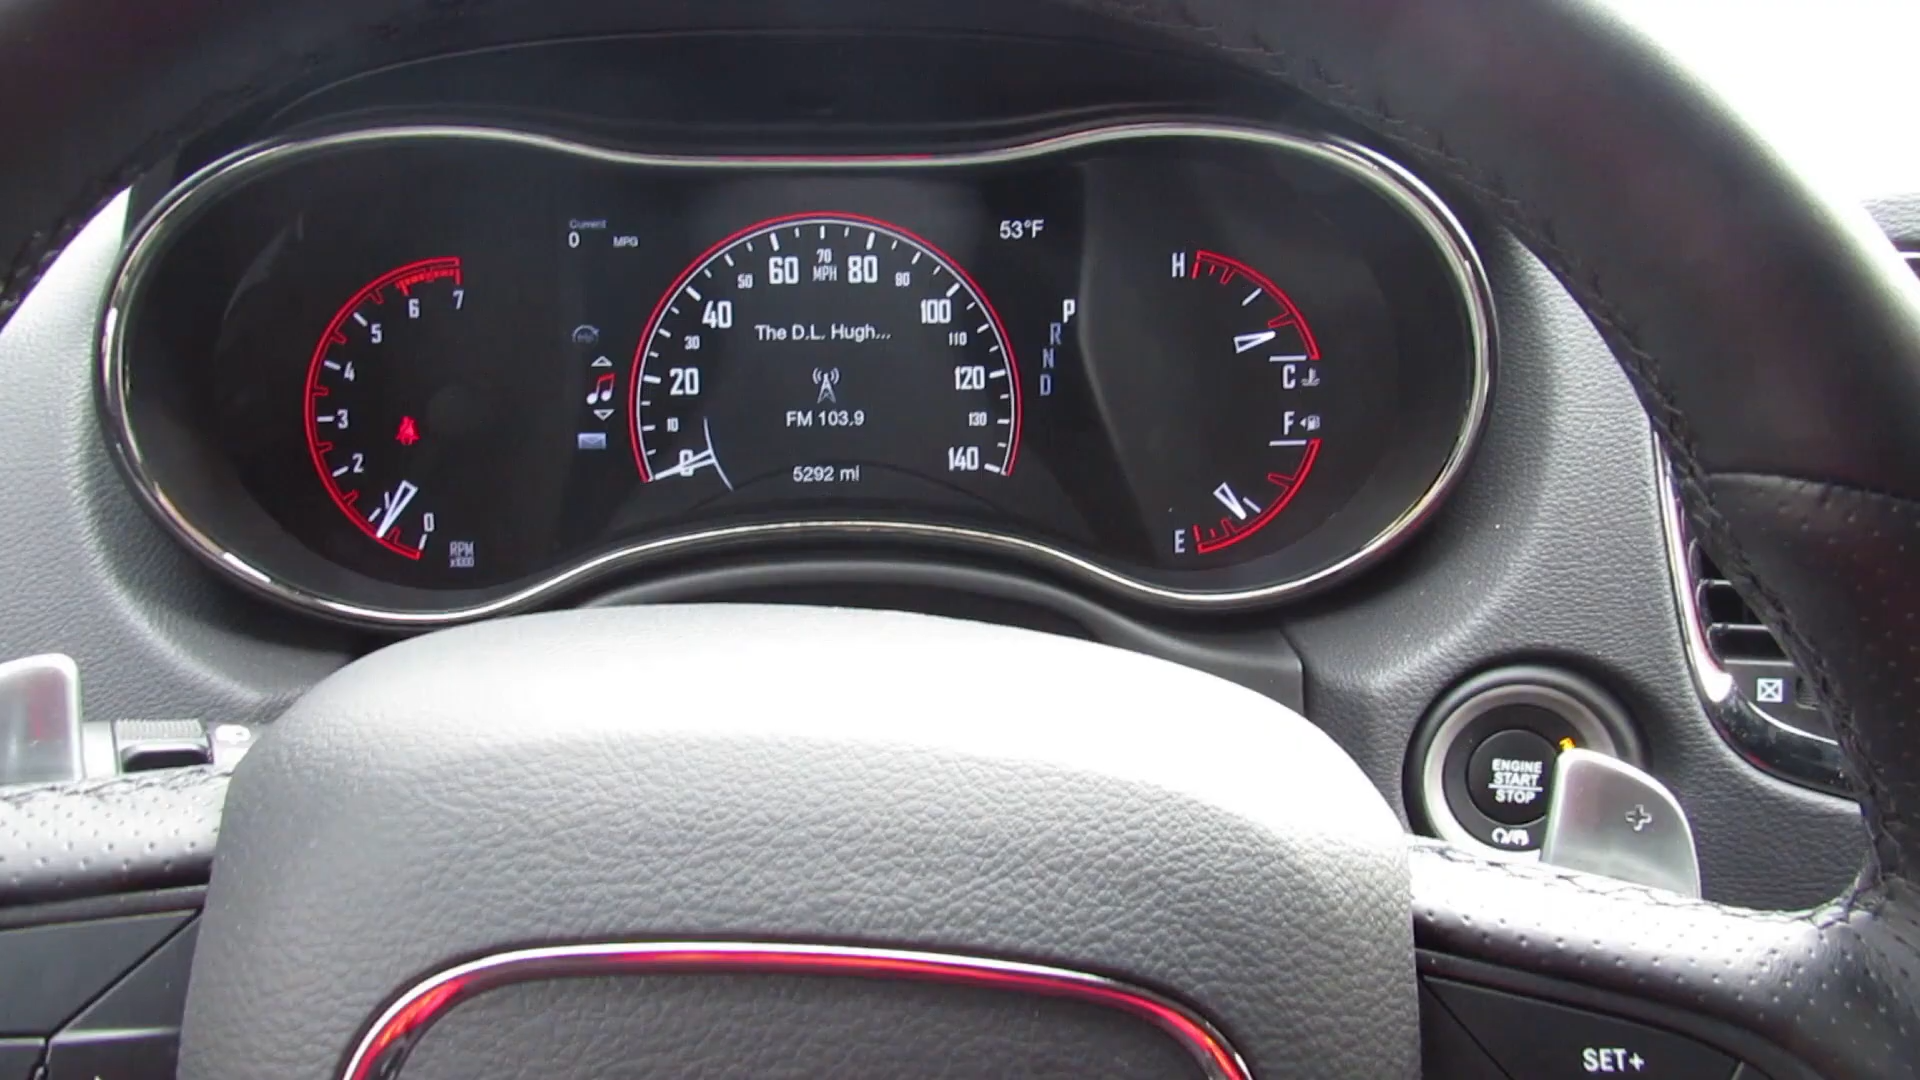 Current
0 MPG
53°F
7
6
5
4
3
2
0
RPM
x1000
0
10
20
30
40
50
60
70
MPH
80
90
100
110
120
130
140
The D.L. Hugh...
FM 103.9
5292 mi
P
R
N
D
H
C
F
E
ENGINE
START
STOP
+
SET+